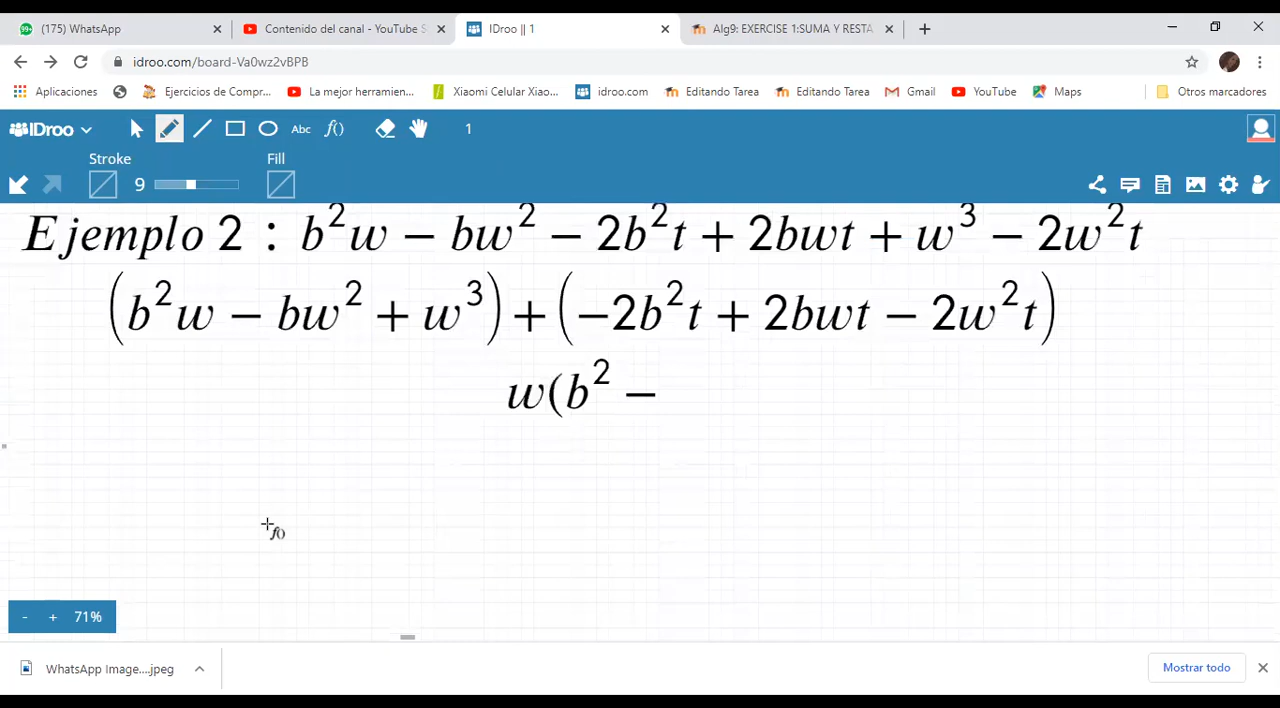 (175) WhatsApp
Contenido del canal - YouTube S
IDroo || 1
Alg9: EXERCISE 1:SUMA Y RESTA
idroo.com/board-Va0wz2vBPB
Aplicaciones
Ejercicios de Compr...
La mejor herramien...
Xiaomi Celular Xiao...
idroo.com
Editando Tarea
Editando Tarea
Gmail
YouTube
Maps
Otros marcadores
IDroo
Abc
f()
1
Stroke
9
Fill
Ejemplo 2 : b²w − bw² − 2b²t + 2bwt + w³ − 2w²t
(b²w − bw² + w³) + (−2b²t + 2bwt − 2w²t)
w(b² −
f()
- + 71%
WhatsApp Image....jpeg
Mostrar todo